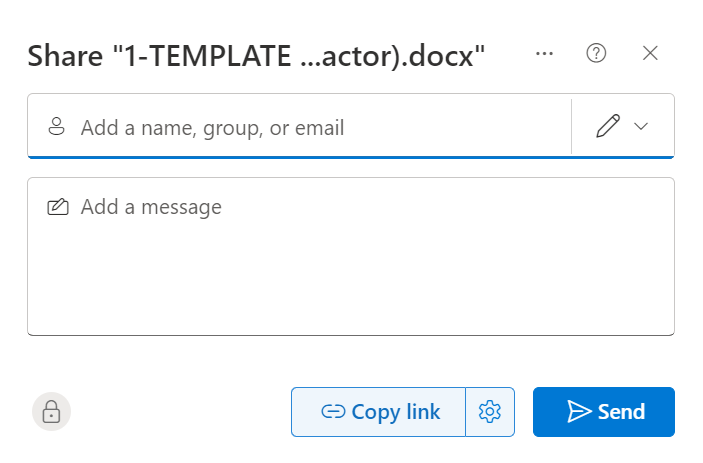 Share "1-TEMPLATE ...actor).docx"
Add a name, group, or email
Add a message
Copy link
Send